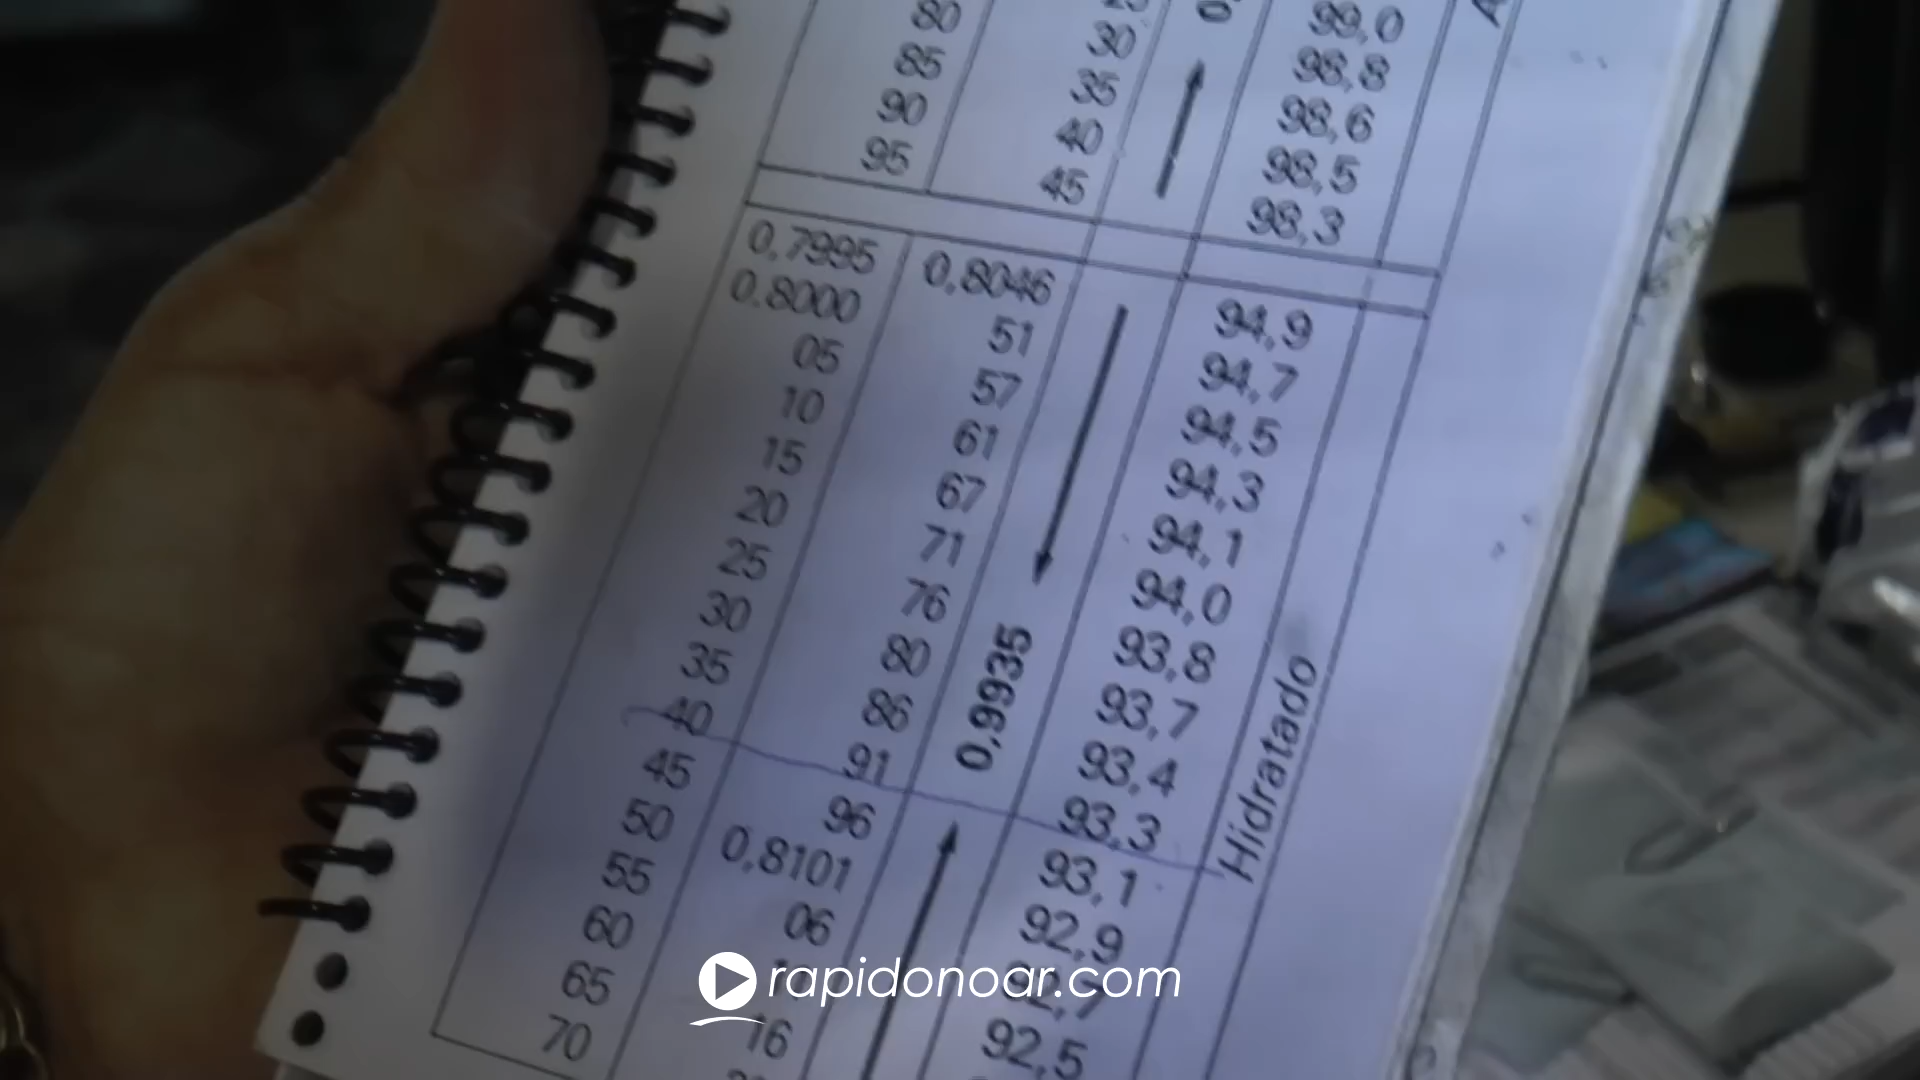 80 30 99,0
85 35 98,8
90 40 98,6
95 45 98,5
98,3
0,7995 0,8046 94,9
0.8000 51 94,7
05 57 94,5
10 61 94,3
15 67 94,1
20 71 94,0
25 76 93,8
30 80 93,7
35 86 93,4
40 91 93,3
45 96 93,1
50 0,8101 92,9
55 06 92,7
60
65 16 92,5
70
0,9935
Hidratado
rapidonoar.com